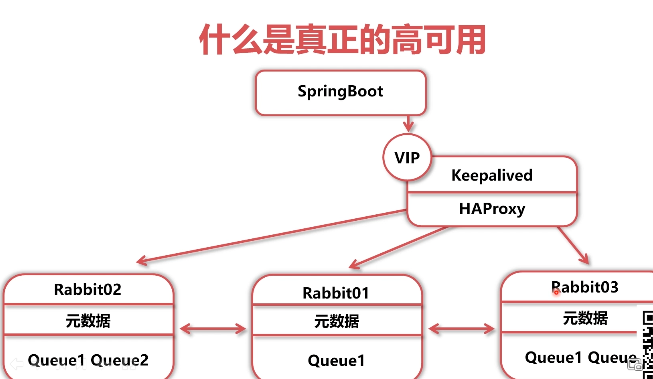 什么是真正的高可用
SpringBoot
VIP
Keepalived
HAProxy
Rabbit02
元数据
Queue1 Queue2
Rabbit01
元数据
Queue1
Rabbit03
元数据
Queue1 Queue